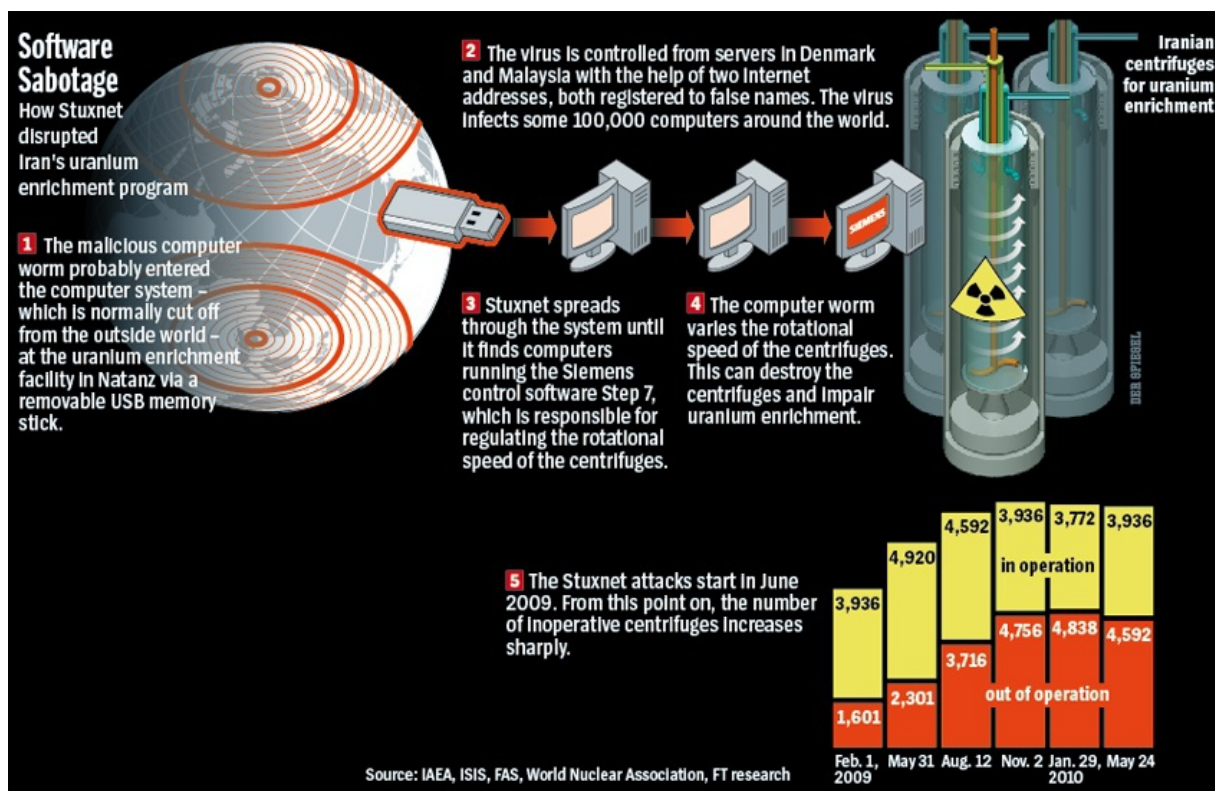 Software
Sabotage
How Stuxnet
disrupted
Iran's uranium
enrichment program
1 The malicious computer
worm probably entered
the computer system –
which is normally cut off
from the outside world –
at the uranium enrichment
facility in Natanz via a
removable USB memory
stick.
2 The virus is controlled from servers in Denmark
and Malaysia with the help of two Internet
addresses, both registered to false names. The virus
infects some 100,000 computers around the world.
Iranian
centrifuges
for uranium
enrichment
SIEMENS
3 Stuxnet spreads
through the system until
it finds computers
running the Siemens
control software Step 7,
which is responsible for
regulating the rotational
speed of the centrifuges.
4 The computer worm
varies the rotational
speed of the centrifuges.
This can destroy the
centrifuges and impair
uranium enrichment.
DER SPIEGEL
5 The Stuxnet attacks start in June
2009. From this point on, the number
of inoperative centrifuges increases
sharply.
3,936 4,920 4,592 3,936 3,772 3,936
in operation
1,601 2,301 3,716 4,756 4,838 4,592
out of operation
Feb. 1, May 31 Aug. 12 Nov. 2 Jan. 29, May 24
2009 2010
Source: IAEA, ISIS, FAS, World Nuclear Association, FT research